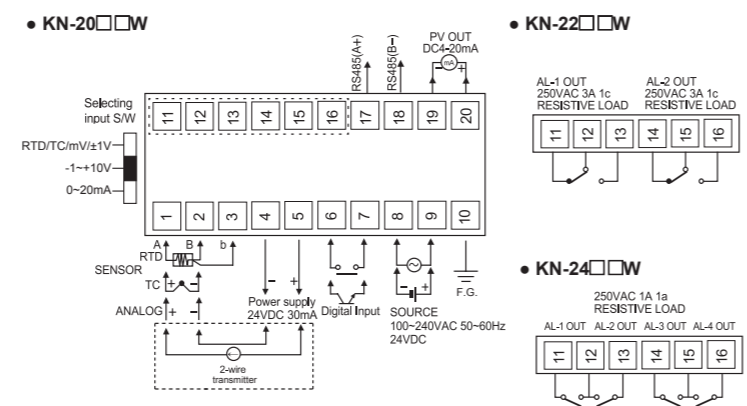 ● KN-20□□W
RS485(A+)
RS485(B−)
PV OUT
DC4-20mA
mA
− +
Selecting
input S/W
RTD/TC/mV/±1V
-1~+10V
0~20mA
11 12 13 14 15 16 17 18 19 20
1 2 3 4 5 6 7 8 9 10
A B b
RTD
SENSOR
TC + −
ANALOG + −
− +
Power supply
24VDC 30mA
Digital Input
− +
SOURCE
100~240VAC 50~60Hz
24VDC
F.G.
2-wire
transmitter
● KN-22□□W
AL-1 OUT
250VAC 3A 1c
RESISTIVE LOAD
AL-2 OUT
250VAC 3A 1c
RESISTIVE LOAD
11 12 13 14 15 16
● KN-24□□W
250VAC 1A 1a
RESISTIVE LOAD
AL-1 OUT AL-2 OUT AL-3 OUT AL-4 OUT
11 12 13 14 15 16